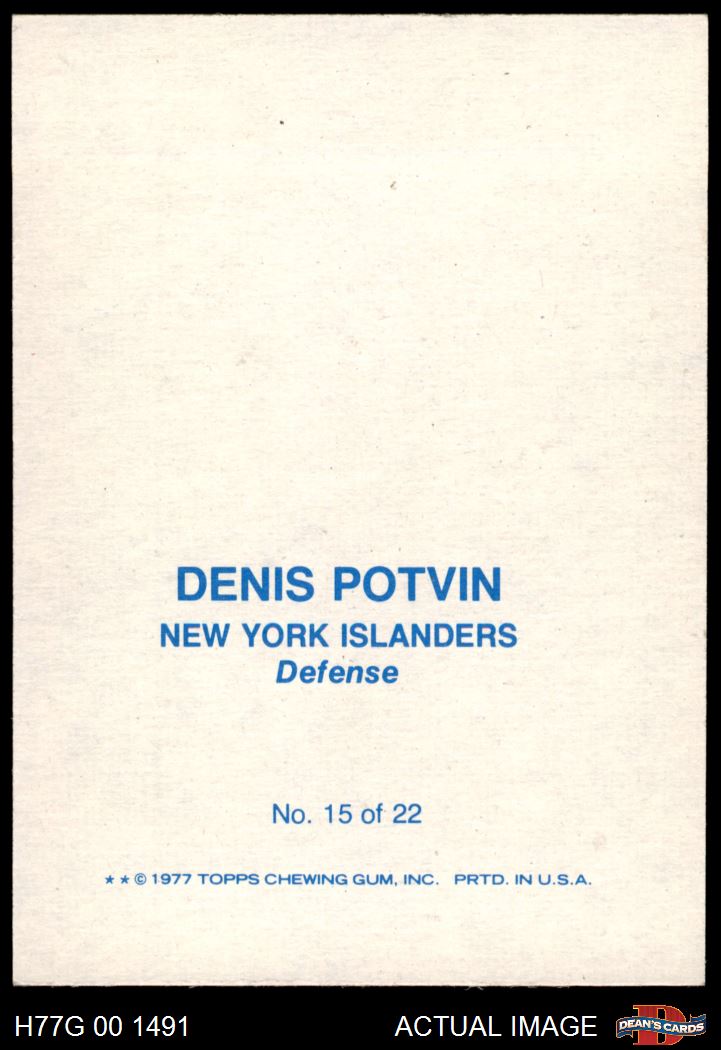 DENIS POTVIN
NEW YORK ISLANDERS
Defense
No. 15 of 22
★ ★ © 1977 TOPPS CHEWING GUM, INC. PRTD. IN U.S.A.
H77G 00 1491
ACTUAL IMAGE
D
DEAN'S CARDS